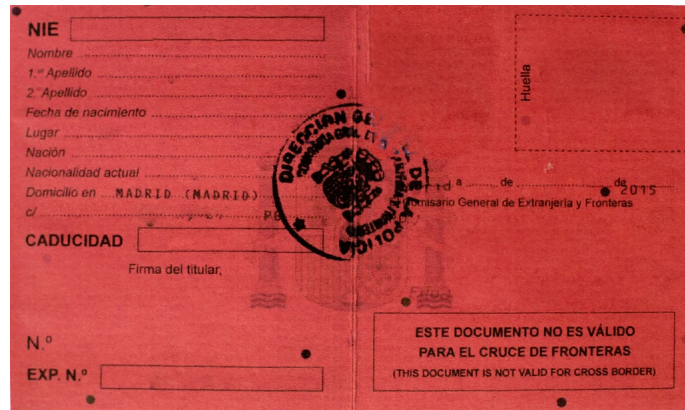 NIE
Nombre
1.er Apellido
2.º Apellido
Fecha de nacimiento
Lugar
Nación
Nacionalidad actual
Domicilio en MADRID (MADRID)
c/
CADUCIDAD
Firma del titular,
N.º
EXP. N.º
Huella
a de de 2015
Comisario General de Extranjería y Fronteras
DIRECCION GENERAL DE LA POLICIA
ESTE DOCUMENTO NO ES VÁLIDO
PARA EL CRUCE DE FRONTERAS
(THIS DOCUMENT IS NOT VALID FOR CROSS BORDER)